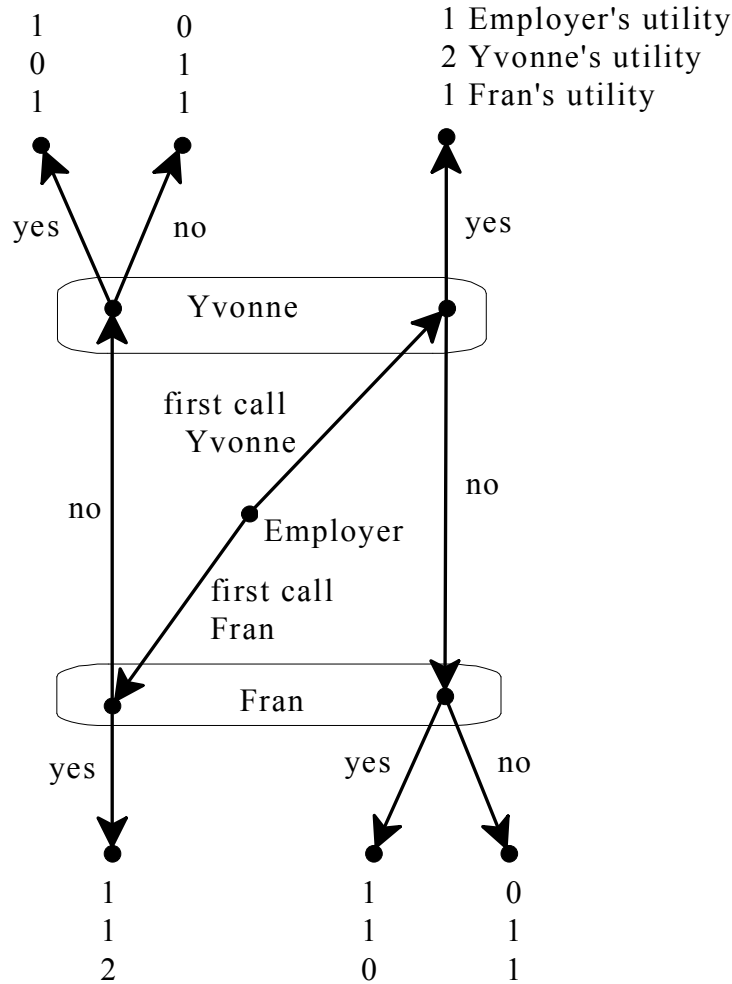 1 0 1 Employer's utility
0 1 2 Yvonne's utility
1 1 1 Fran's utility
yes no yes
Yvonne
first call
Yvonne
no no
Employer
first call
Fran
Fran
yes yes no
1 1 0
1 1 1
2 0 1